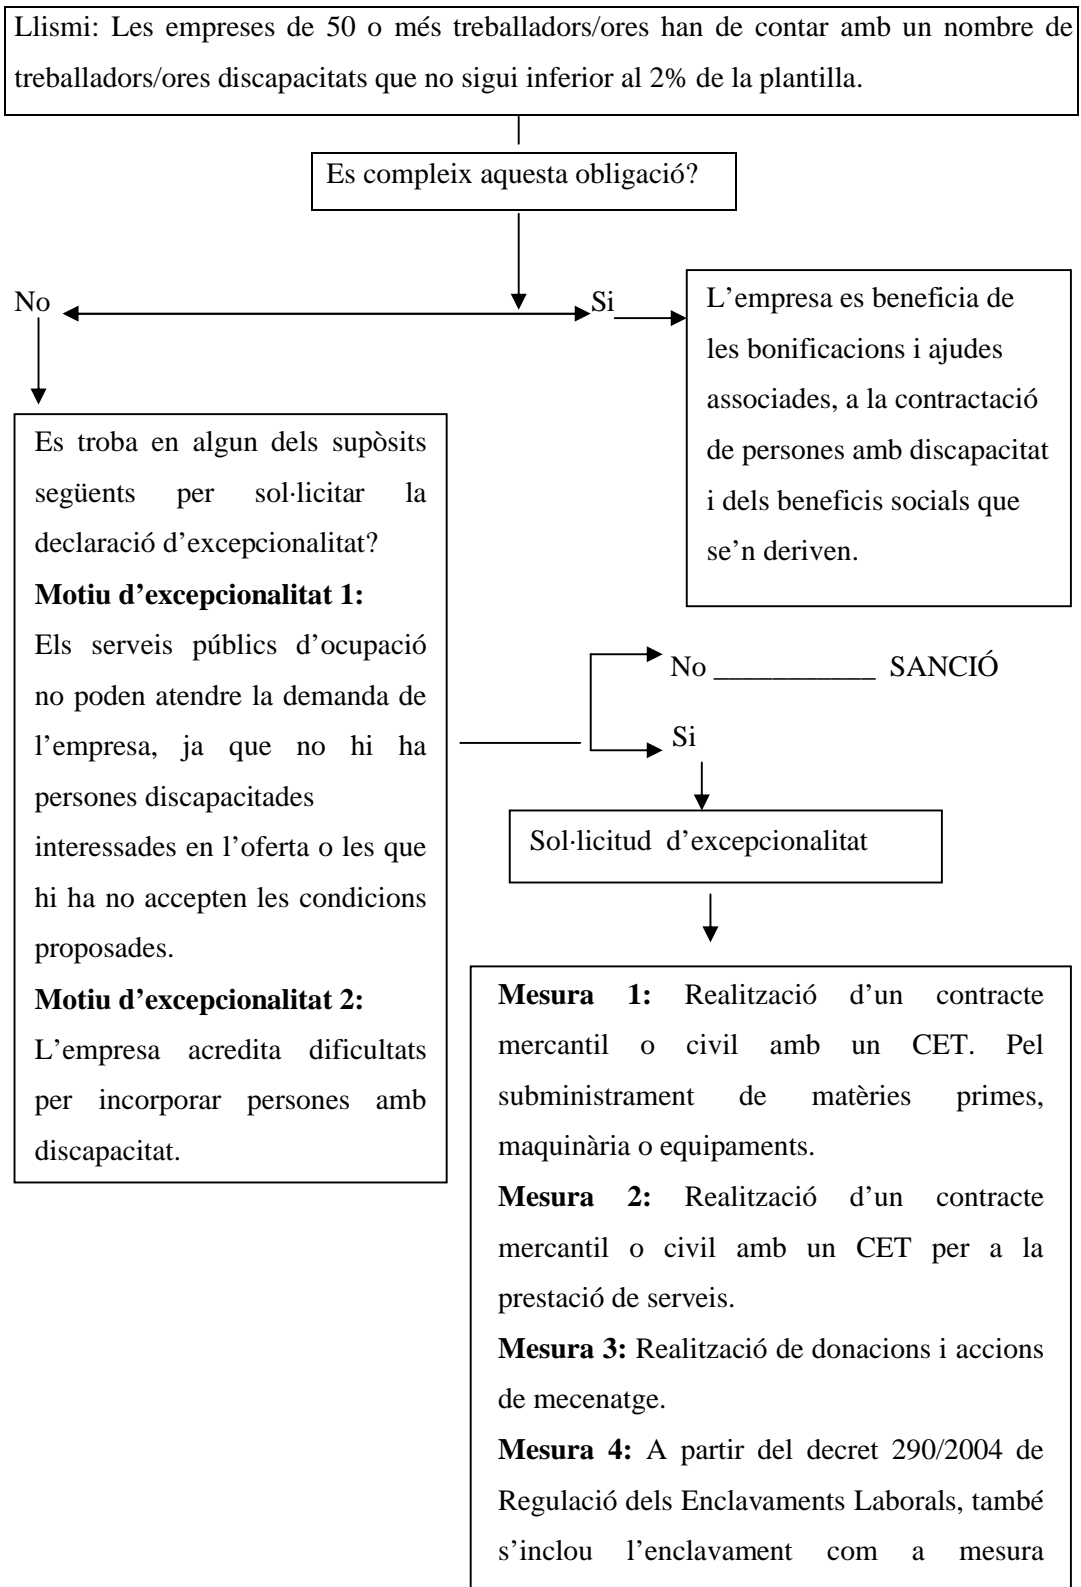 Llismi: Les empreses de 50 o més treballadors/ores han de contar amb un nombre de
treballadors/ores discapacitats que no sigui inferior al 2% de la plantilla.
Es compleix aquesta obligació?
No
Si
L’empresa es beneficia de
les bonificacions i ajudes
associades, a la contractació
de persones amb discapacitat
i dels beneficis socials que
se’n deriven.
Es troba en algun dels supòsits
següents per sol·licitar la
declaració d’excepcionalitat?
Motiu d’excepcionalitat 1:
Els serveis públics d’ocupació
no poden atendre la demanda de
l’empresa, ja que no hi ha
persones discapacitades
interessades en l’oferta o les que
hi ha no accepten les condicions
proposades.
Motiu d’excepcionalitat 2:
L’empresa acredita dificultats
per incorporar persones amb
discapacitat.
No ___________ SANCIÓ
Si
Sol·licitud d’excepcionalitat
Mesura 1: Realització d’un contracte
mercantil o civil amb un CET. Pel
subministrament de matèries primes,
maquinària o equipaments.
Mesura 2: Realització d’un contracte
mercantil o civil amb un CET per a la
prestació de serveis.
Mesura 3: Realització de donacions i accions
de mecenatge.
Mesura 4: A partir del decret 290/2004 de
Regulació dels Enclavaments Laborals, també
s’inclou l’enclavament com a mesura